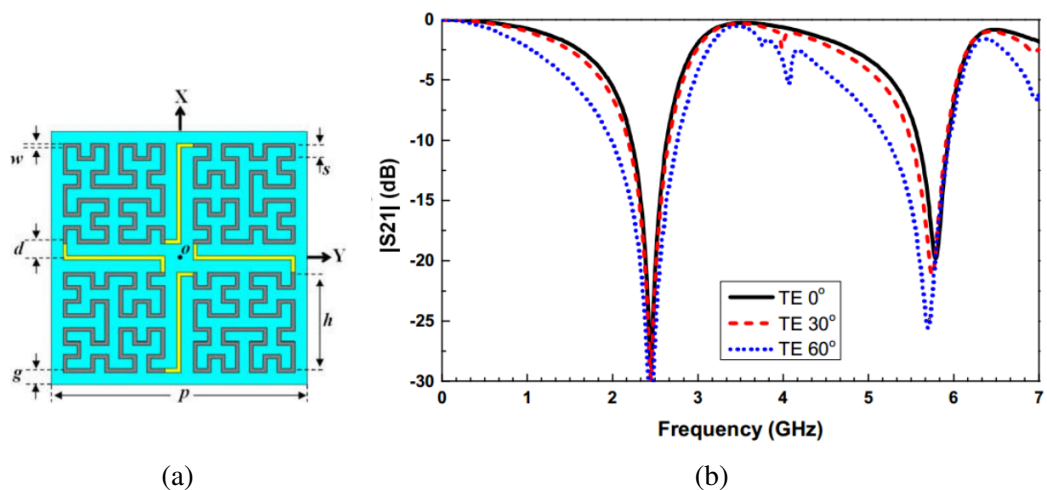 X
w
s
d
o
Y
h
g
p
(a)
0
-5
-10
-15
-20
-25
-30
|S21| (dB)
TE 0°
TE 30°
TE 60°
0 1 2 3 4 5 6 7
Frequency (GHz)
(b)